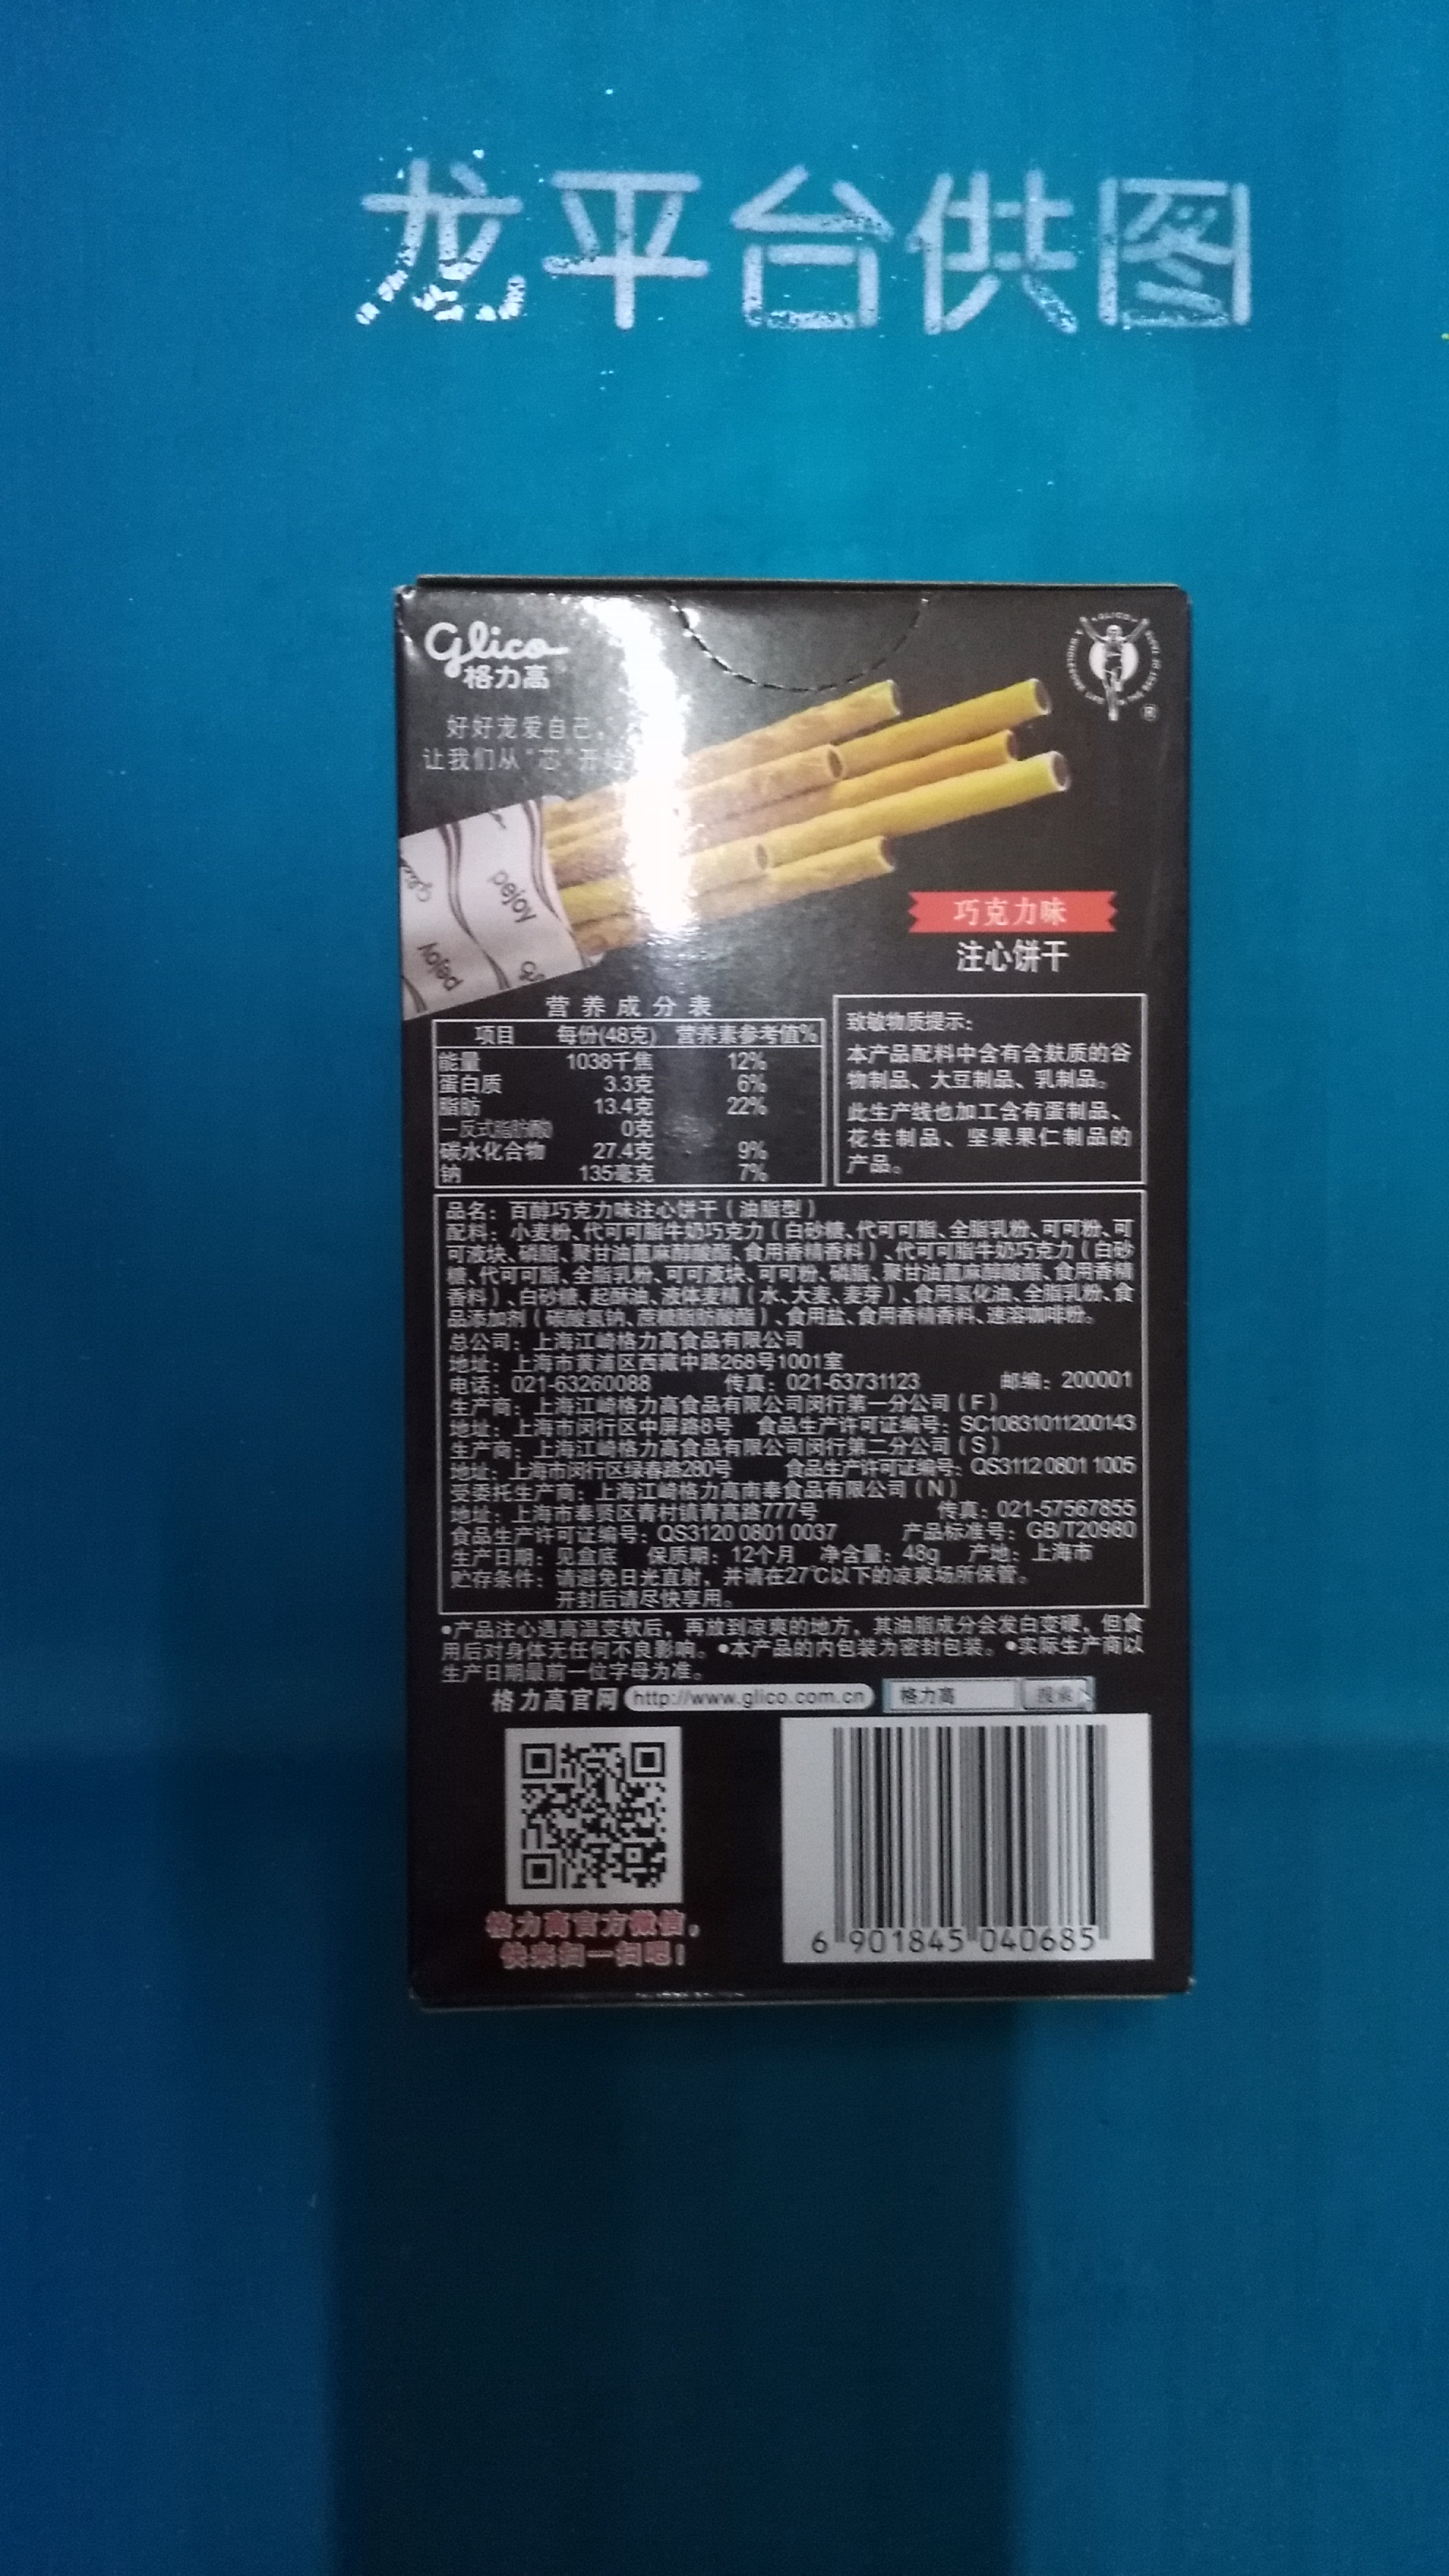 龙平台供图
Glico
格力高
好好宠爱自己，
让我们从“芯”开始
pejoy
pejoy
巧克力味
注心饼干
营养成分表
项目 每份(48克) 营养素参考值%
能量 1038千焦 12%
蛋白质 3.3克 6%
脂肪 13.4克 22%
—反式脂肪酸 0克
碳水化合物 27.4克 9%
钠 135毫克 7%
致敏物质提示：
本产品配料中含有含麸质的谷
物制品、大豆制品、乳制品。
此生产线也加工含有蛋制品、
花生制品、坚果果仁制品的
产品。
品名：百醇巧克力味注心饼干（油脂型）
配料：小麦粉、代可可脂牛奶巧克力（白砂糖、代可可脂、全脂乳粉、可可粉、可
可液块、磷脂、聚甘油蓖麻醇酸酯、食用香精香料）、代可可脂牛奶巧克力（白砂
糖、代可可脂、全脂乳粉、可可液块、可可粉、磷脂、聚甘油蓖麻醇酸酯、食用香精
香料）、白砂糖、起酥油、液体麦精（水、大麦、麦芽）、食用氢化油、全脂乳粉、食
品添加剂（碳酸氢钠、蔗糖脂肪酸酯）、食用盐、食用香精香料、速溶咖啡粉。
总公司：上海江崎格力高食品有限公司
地址：上海市黄浦区西藏中路268号1001室
电话：021-63260088 传真：021-63731123 邮编：200001
生产商：上海江崎格力高食品有限公司闵行第一分公司（F）
地址：上海市闵行区中屏路8号 食品生产许可证编号：SC10831011200143
生产商：上海江崎格力高食品有限公司闵行第二分公司（S）
地址：上海市闵行区绿春路280号 食品生产许可证编号：QS3112 0801 1005
受委托生产商：上海江崎格力高南奉食品有限公司（N）
地址：上海市奉贤区青村镇青高路777号 传真：021-57567855
食品生产许可证编号：QS3120 0801 0037 产品标准号：GB/T20980
生产日期：见盒底 保质期：12个月 净含量：48g 产地：上海市
贮存条件：请避免日光直射，并请在27℃以下的凉爽场所保管。
开封后请尽快享用。
●产品注心遇高温变软后，再放到凉爽的地方，其油脂成分会发白变硬，但食
用后对身体无任何不良影响。●本产品的内包装为密封包装。●实际生产商以
生产日期最前一位字母为准。
格力高官网 http://www.glico.com.cn 格力高 搜索
格力高官方微信，
快来扫一扫吧！
6 901845 040685